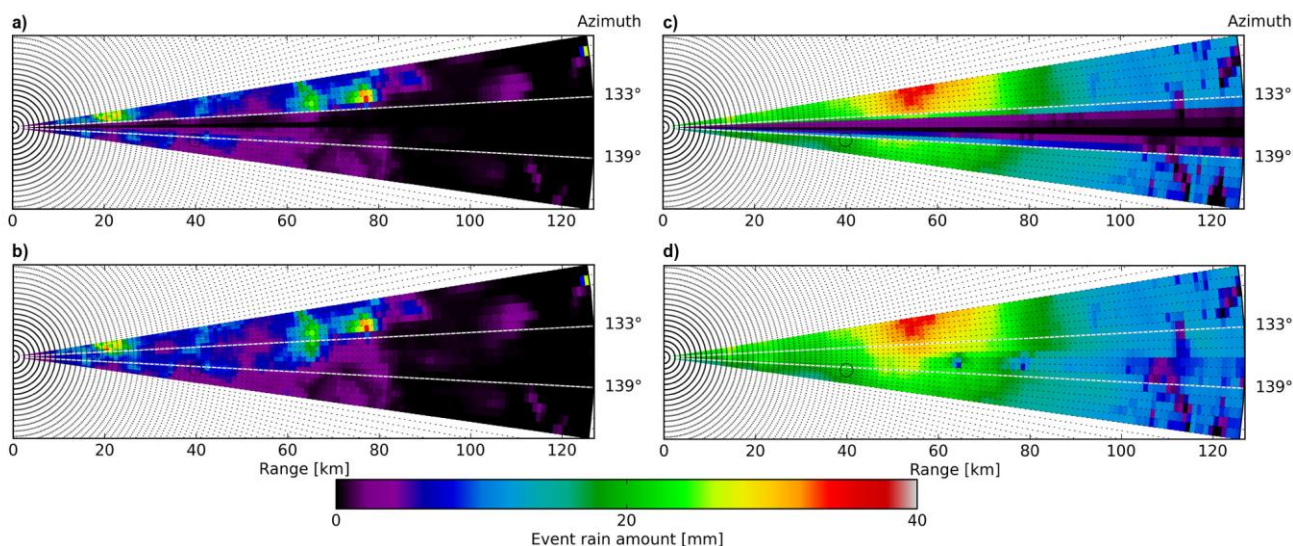 a) Azimuth c) Azimuth
133° 133°
139° 139°
0 20 40 60 80 100 120 0 20 40 60 80 100 120
b) d)
133° 133°
139° 139°
0 20 40 60 80 100 120 0 20 40 60 80 100 120
Range [km] Range [km]
0 20 40
Event rain amount [mm]